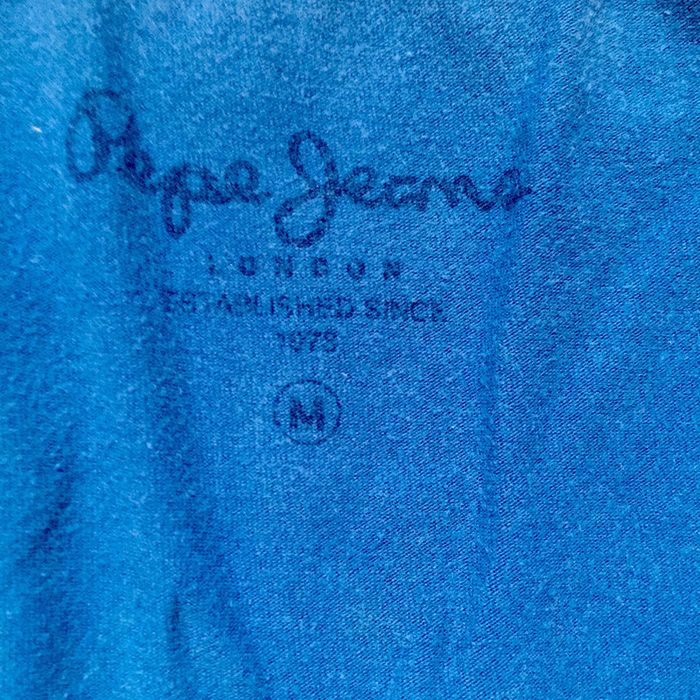 Pepe Jeans
LONDON
ESTABLISHED SINCE
1973
M